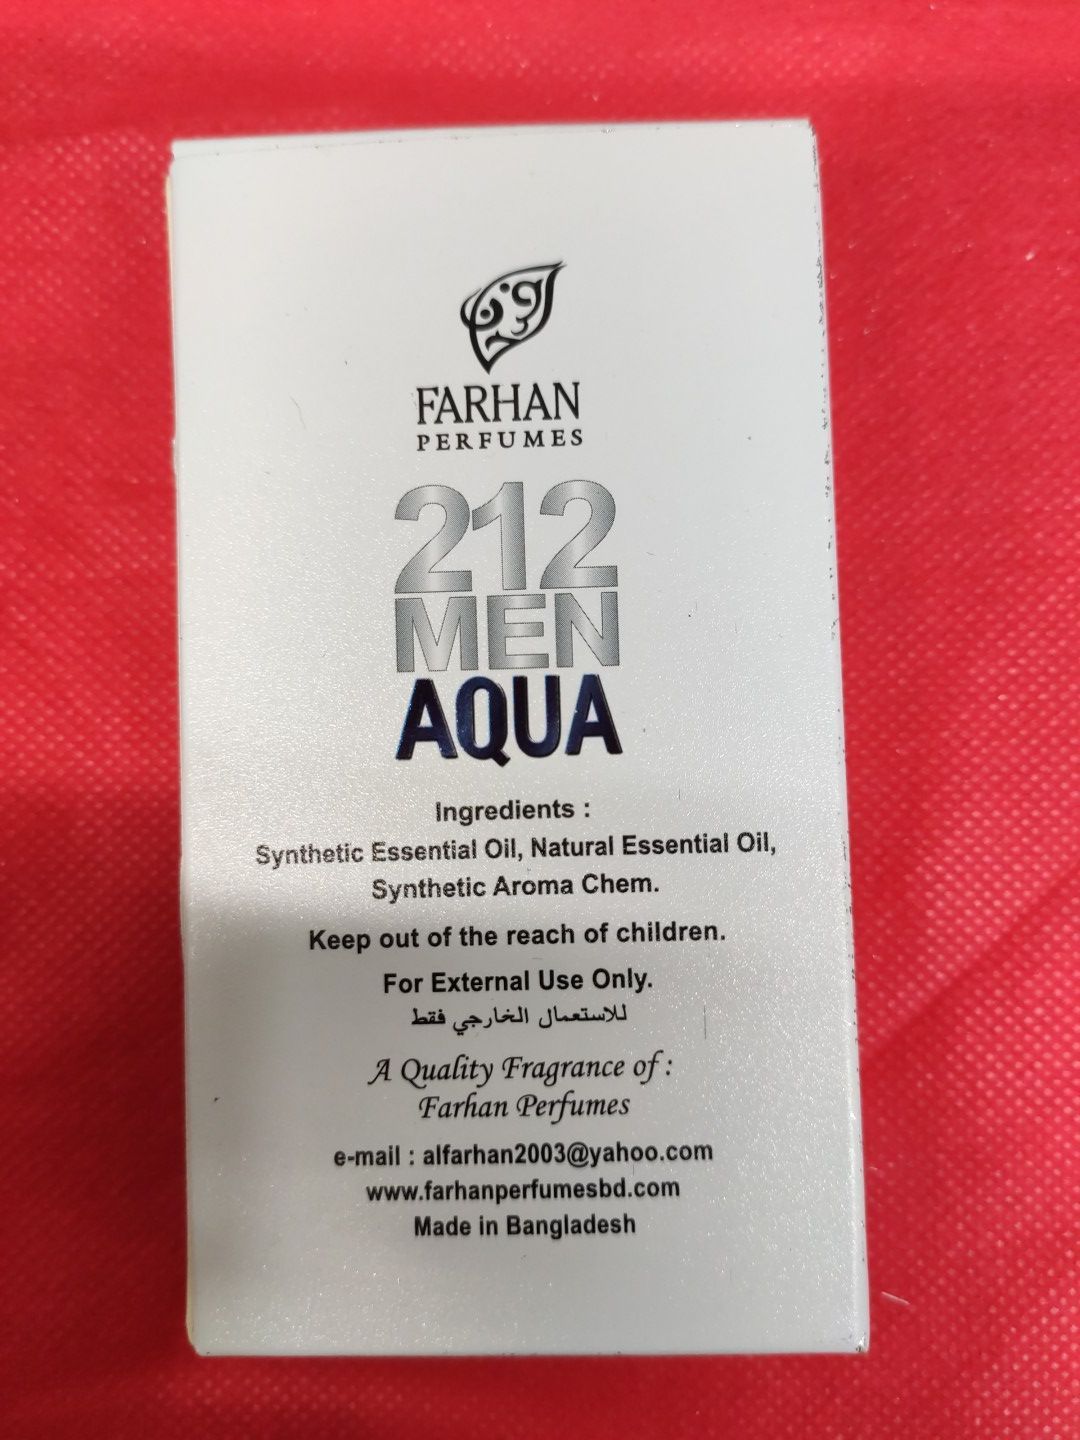 FARHAN
PERFUMES
212
MEN
AQUA
Ingredients :
Synthetic Essential Oil, Natural Essential Oil,
Synthetic Aroma Chem.
Keep out of the reach of children.
For External Use Only.
للاستعمال الخارجي فقط
A Quality Fragrance of :
Farhan Perfumes
e-mail : alfarhan2003@yahoo.com
www.farhanperfumesbd.com
Made in Bangladesh